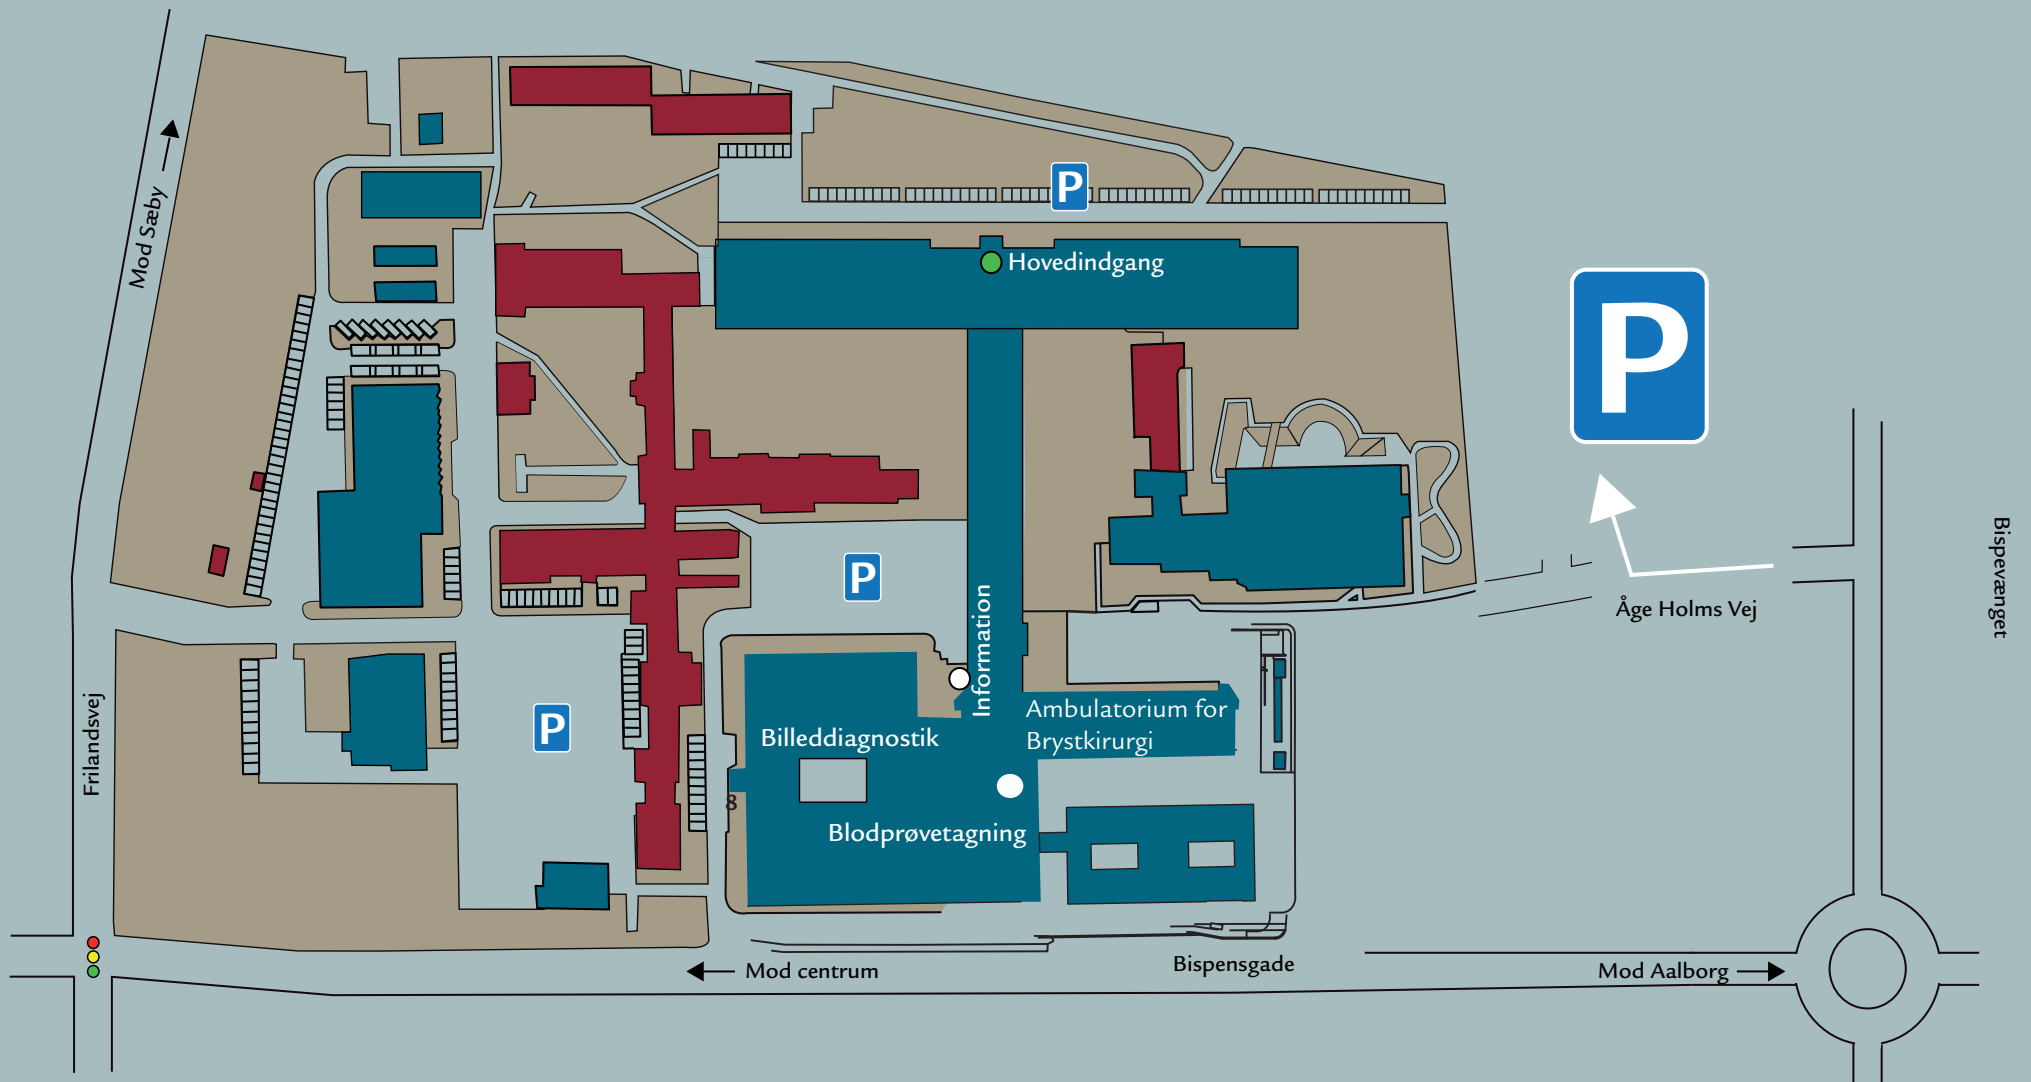 P
Mod Sæby
Hovedindgang
P
P
Information
Åge Holms Vej
Bispevænget
Frilandsvej
P
Ambulatorium for
Brystkirurgi
Billeddiagnostik
8
Blodprøvetagning
Mod centrum
Bispensgade
Mod Aalborg